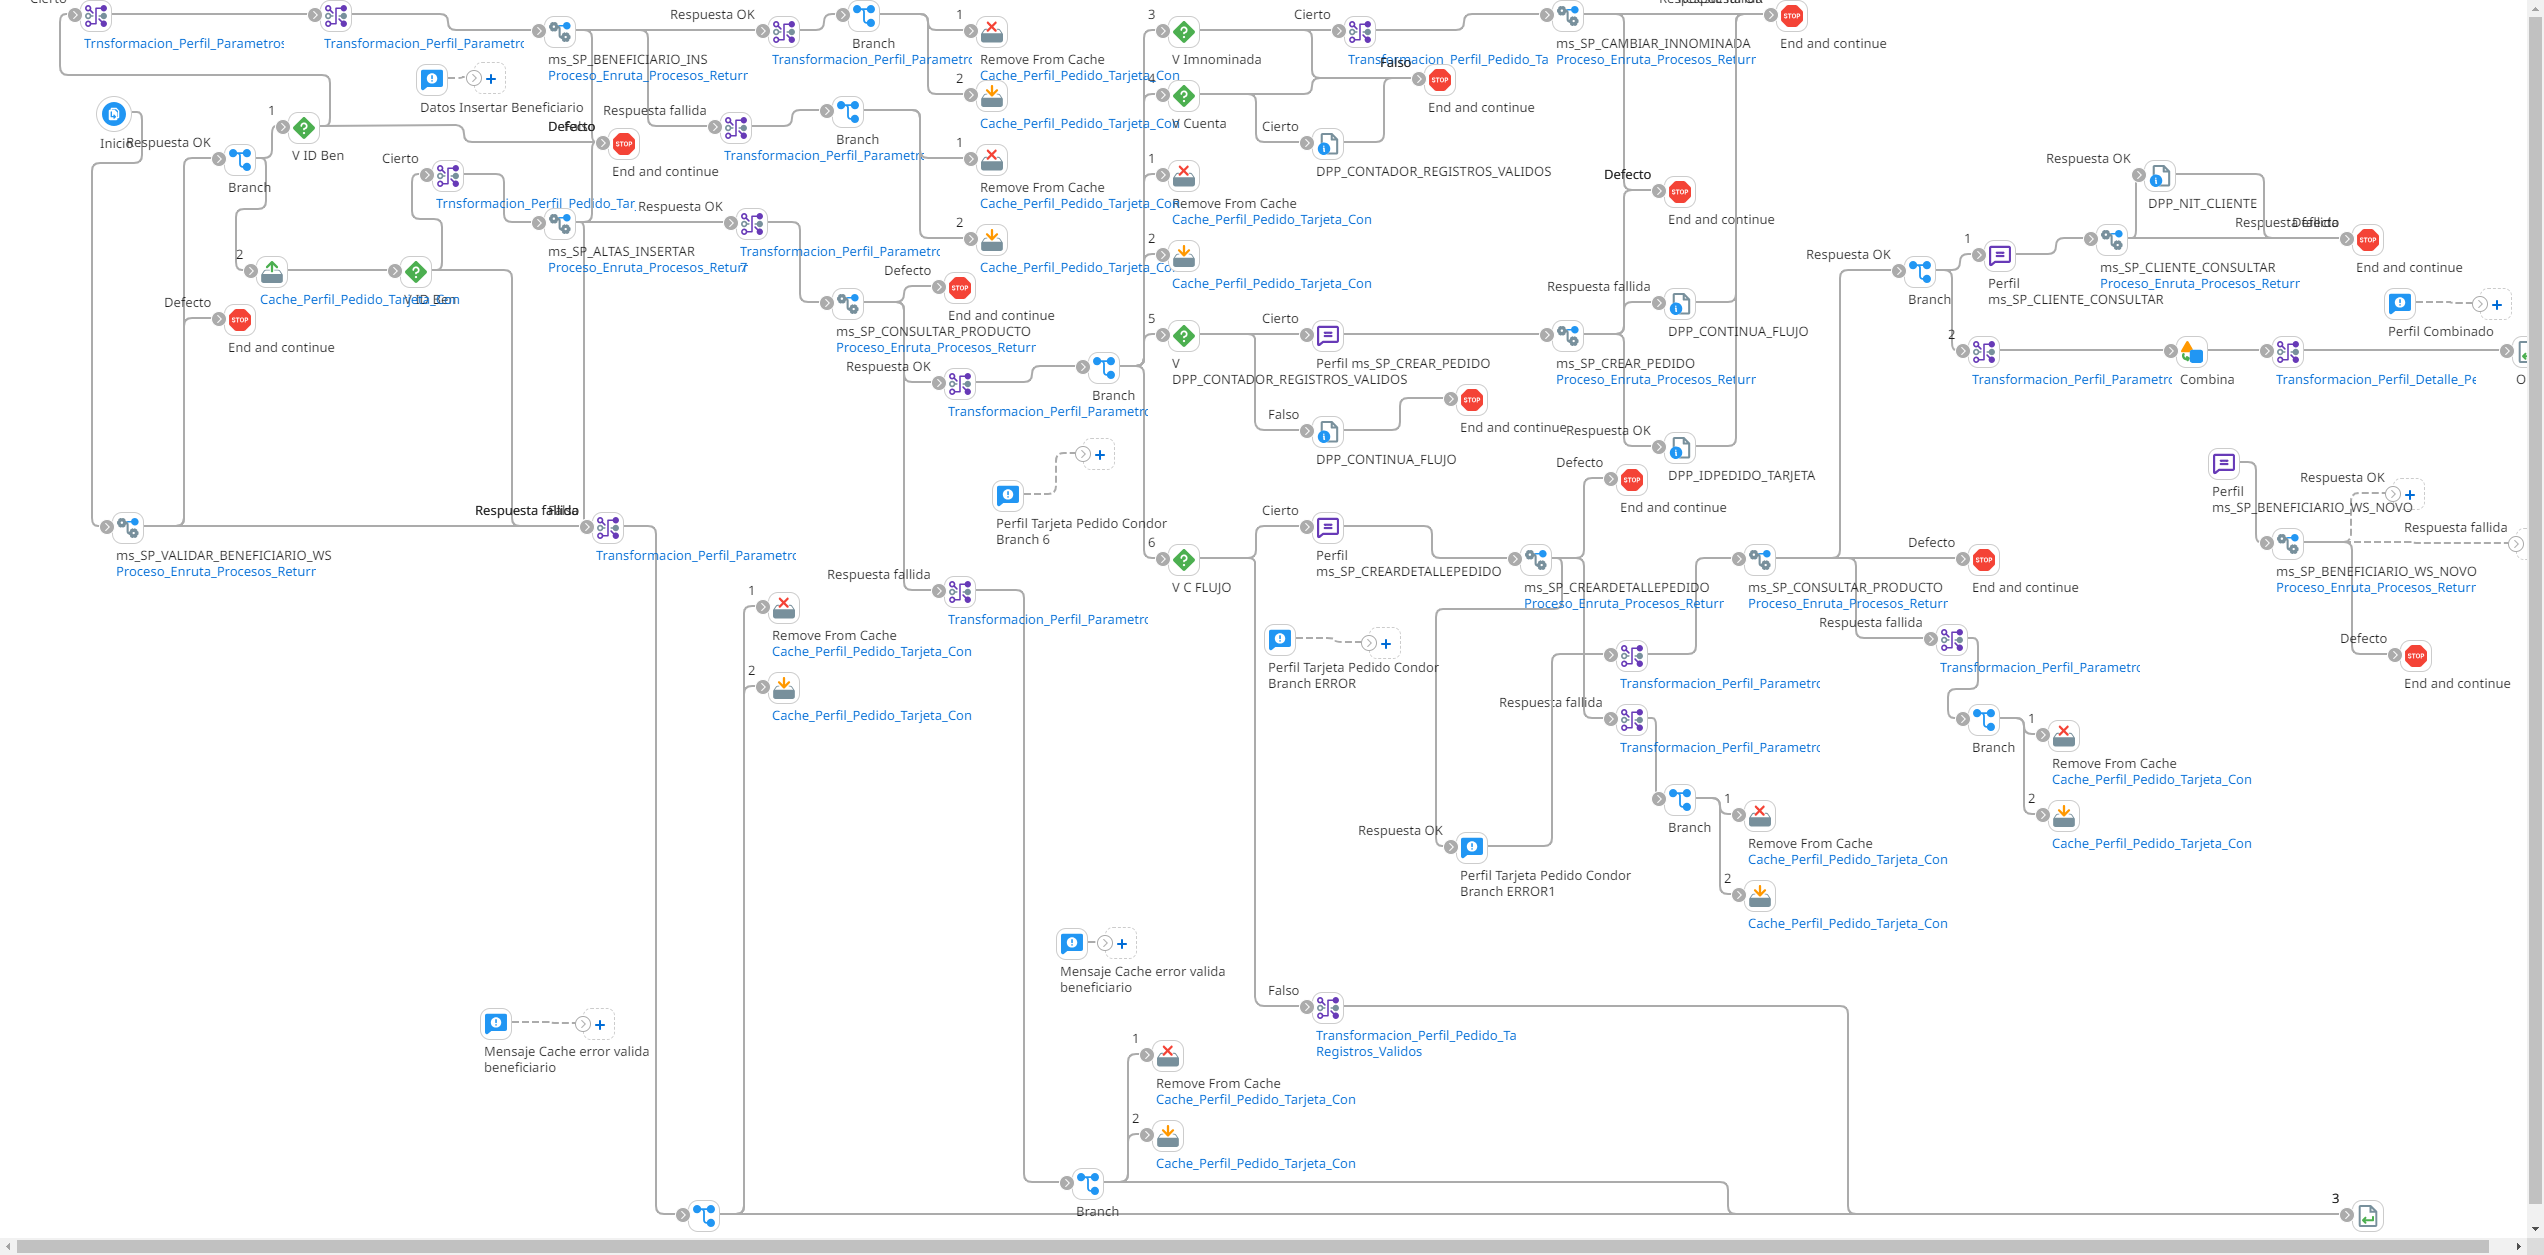 Cierto
Trnsformacion_Perfil_Parametros
Transformacion_Perfil_Parametro
ms_SP_BENEFICIARIO_INS
Proceso_Enruta_Procesos_Returr
Datos Insertar Beneficiario
Respuesta OK
Transformacion_Perfil_Parametro
Branch
1
Remove From Cache
Cache_Perfil_Pedido_Tarjeta_Con
2
Cache_Perfil_Pedido_Tarjeta_Con
Respuesta fallida
Transformacion_Perfil_Parametro
Branch
1
Remove From Cache
Cache_Perfil_Pedido_Tarjeta_Con
2
Cache_Perfil_Pedido_Tarjeta_Con
Defecto
End and continue
Inicio
Respuesta OK
Branch
1
V ID Ben
2
Cache_Perfil_Pedido_Tarjeta_Con
V ID Ben
Defecto
End and continue
Cierto
Trnsformacion_Perfil_Pedido_Tar
ms_SP_ALTAS_INSERTAR
Proceso_Enruta_Procesos_Returr
Respuesta OK
Transformacion_Perfil_Parametro
7
ms_SP_CONSULTAR_PRODUCTO
Proceso_Enruta_Procesos_Returr
Defecto
End and continue
Respuesta OK
Transformacion_Perfil_Parametro
Branch
3
V Imnominada
Cierto
Transformacion_Perfil_Pedido_Ta
ms_SP_CAMBIAR_INNOMINADA
Proceso_Enruta_Procesos_Returr
End and continue
Falso
End and continue
4
V Cuenta
Cierto
DPP_CONTADOR_REGISTROS_VALIDOS
1
Remove From Cache
Cache_Perfil_Pedido_Tarjeta_Con
2
Cache_Perfil_Pedido_Tarjeta_Con
Defecto
End and continue
5
V
DPP_CONTADOR_REGISTROS_VALIDOS
Cierto
Perfil ms_SP_CREAR_PEDIDO
ms_SP_CREAR_PEDIDO
Proceso_Enruta_Procesos_Returr
Respuesta fallida
DPP_CONTINUA_FLUJO
Falso
DPP_CONTINUA_FLUJO
End and continue
Respuesta OK
DPP_IDPEDIDO_TARJETA
Respuesta OK
DPP_NIT_CLIENTE
Respuesta OK
Branch
1
Perfil
ms_SP_CLIENTE_CONSULTAR
ms_SP_CLIENTE_CONSULTAR
Proceso_Enruta_Procesos_Returr
Respuesta fallida
Defecto
End and continue
Perfil Combinado
2
Transformacion_Perfil_Parametro
Combina
Transformacion_Perfil_Detalle_Pe
O
Perfil Tarjeta Pedido Condor
Branch 6
ms_SP_VALIDAR_BENEFICIARIO_WS
Proceso_Enruta_Procesos_Returr
Respuesta fallida
Falso
Transformacion_Perfil_Parametro
6
V C FLUJO
Cierto
Perfil
ms_SP_CREARDETALLEPEDIDO
Defecto
End and continue
ms_SP_CREARDETALLEPEDIDO
Proceso_Enruta_Procesos_Returr
ms_SP_CONSULTAR_PRODUCTO
Proceso_Enruta_Procesos_Returr
Defecto
End and continue
Respuesta fallida
Transformacion_Perfil_Parametro
Branch
1
Remove From Cache
Cache_Perfil_Pedido_Tarjeta_Con
2
Cache_Perfil_Pedido_Tarjeta_Con
Perfil
ms_SP_BENEFICIARIO_WS_NOVO
Respuesta OK
Respuesta fallida
ms_SP_BENEFICIARIO_WS_NOVO
Proceso_Enruta_Procesos_Returr
Defecto
End and continue
1
Remove From Cache
Cache_Perfil_Pedido_Tarjeta_Con
2
Cache_Perfil_Pedido_Tarjeta_Con
Respuesta fallida
Transformacion_Perfil_Parametro
Perfil Tarjeta Pedido Condor
Branch ERROR
Transformacion_Perfil_Parametro
Respuesta fallida
Transformacion_Perfil_Parametro
Branch
1
Remove From Cache
Cache_Perfil_Pedido_Tarjeta_Con
2
Cache_Perfil_Pedido_Tarjeta_Con
Respuesta OK
Perfil Tarjeta Pedido Condor
Branch ERROR1
Mensaje Cache error valida
beneficiario
Mensaje Cache error valida
beneficiario
Falso
Transformacion_Perfil_Pedido_Ta
Registros_Validos
1
Remove From Cache
Cache_Perfil_Pedido_Tarjeta_Con
2
Cache_Perfil_Pedido_Tarjeta_Con
Branch
3